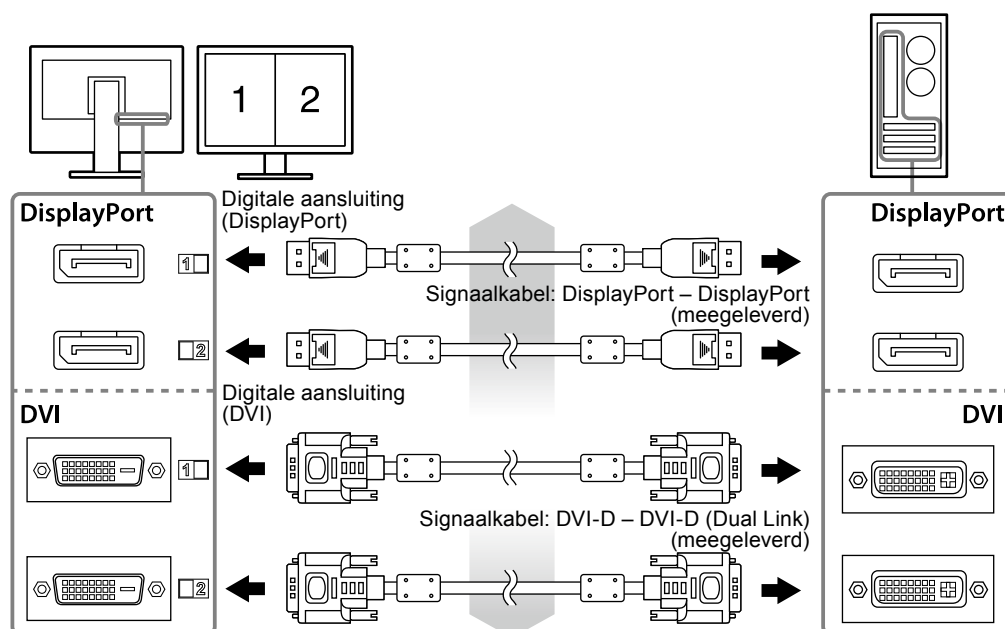 1 2
DisplayPort
Digitale aansluiting
(DisplayPort)
DisplayPort
1
Signaalkabel: DisplayPort – DisplayPort
(meegeleverd)
2
Digitale aansluiting
(DVI)
DVI
DVI
1
Signaalkabel: DVI-D – DVI-D (Dual Link)
(meegeleverd)
2